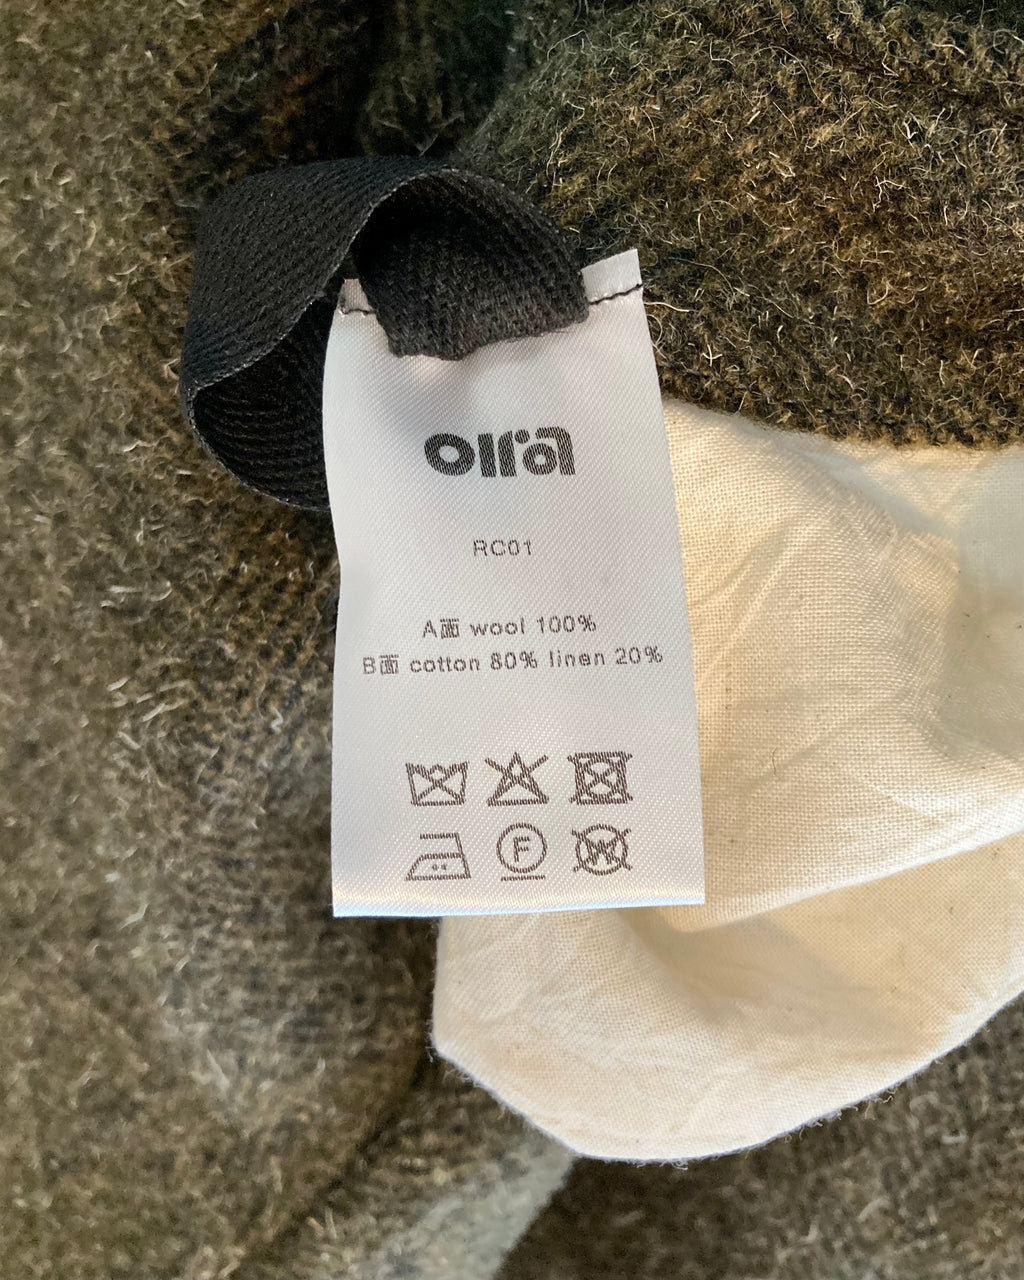 olra
RC01
A面 wool 100%
B面 cotton 80% linen 20%
F
W